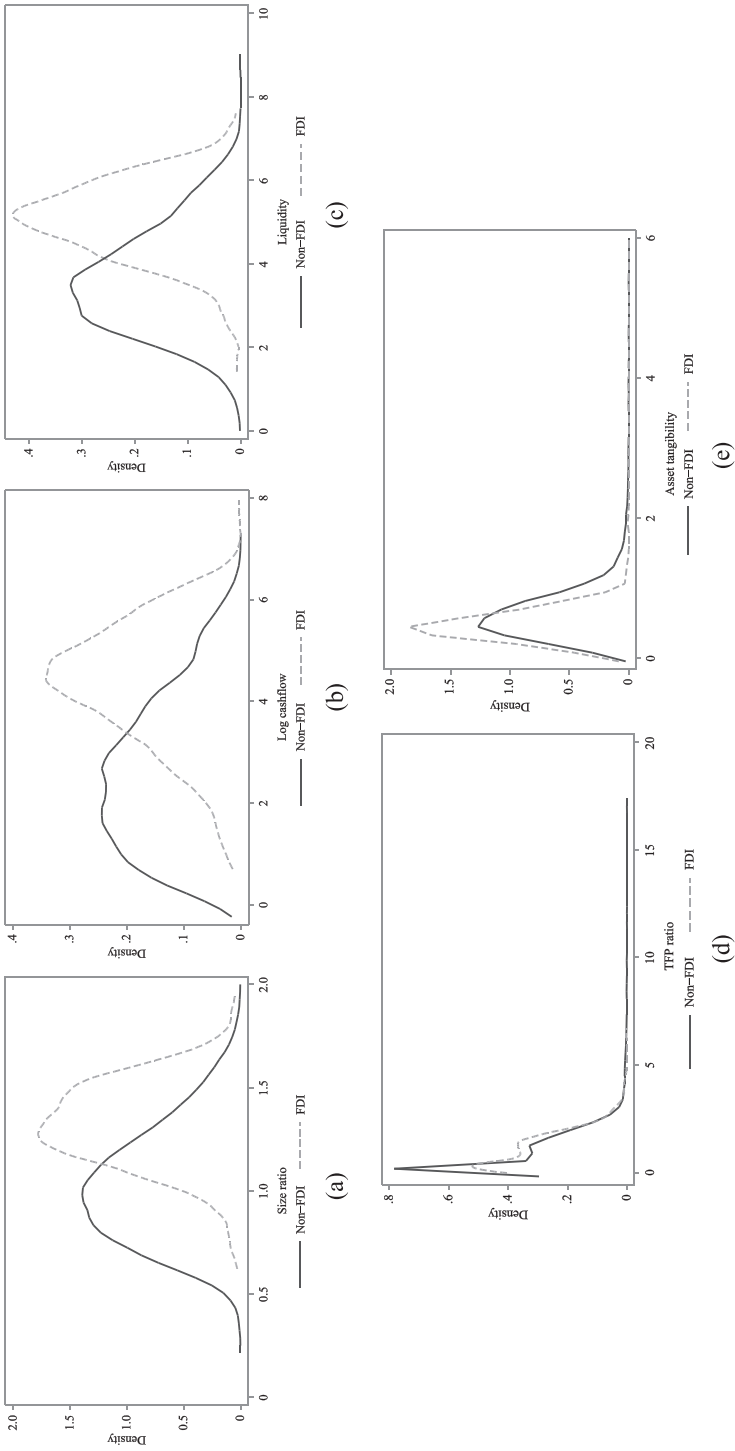 2.0
1.5
1.0
0.5
0
Density
0 0.5 1.0 1.5 2.0
Size ratio
Non–FDI FDI
(a)
.4
.3
.2
.1
0
Density
0 2 4 6 8
Log cashflow
Non–FDI FDI
(b)
.4
.3
.2
.1
0
Density
0 2 4 6 8 10
Liquidity
Non–FDI FDI
(c)
.8
.6
.4
.2
0
Density
0 5 10 15 20
TFP ratio
Non–FDI FDI
(d)
2.0
1.5
1.0
0.5
0
Density
0 2 4 6
Asset tangibility
Non–FDI FDI
(e)